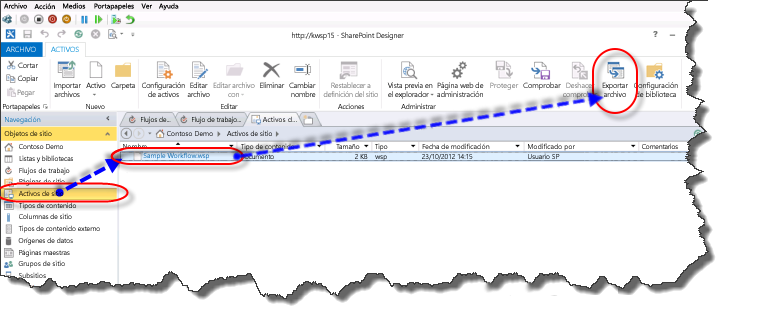 Archivo Acción Medios Portapapeles Ver Ayuda
http://kwsp15 - SharePoint Designer
ARCHIVO ACTIVOS
Cortar
Copiar
Pegar
Portapapeles
Importar archivos
Activo
Carpeta
Nuevo
Configuración de activos
Editar archivo
Editar archivo con
Eliminar
Cambiar nombre
Editar
Restablecer a definición del sitio
Acciones
Vista previa en el explorador
Página web de administración
Administrar
Proteger
Comprobar
Deshacer
Exportar archivo
Configuración de biblioteca
Navegación
Flujos de...
Flujo de trabajo...
Activos d...
Objetos de sitio
Contoso Demo Activos de sitio
Contoso Demo
Listas y bibliotecas
Flujos de trabajo
Páginas de sitio
Activos de sitio
Tipos de contenido
Columnas de sitio
Tipos de contenido externo
Orígenes de datos
Páginas maestras
Grupos de sitio
Subsitios
Nombre Tipo de contenido Tamaño Tipo Fecha de modificación Modificado por Comentarios
Sample Workflow.wsp Documento 2 KB wsp 23/10/2012 14:15 Usuario SP